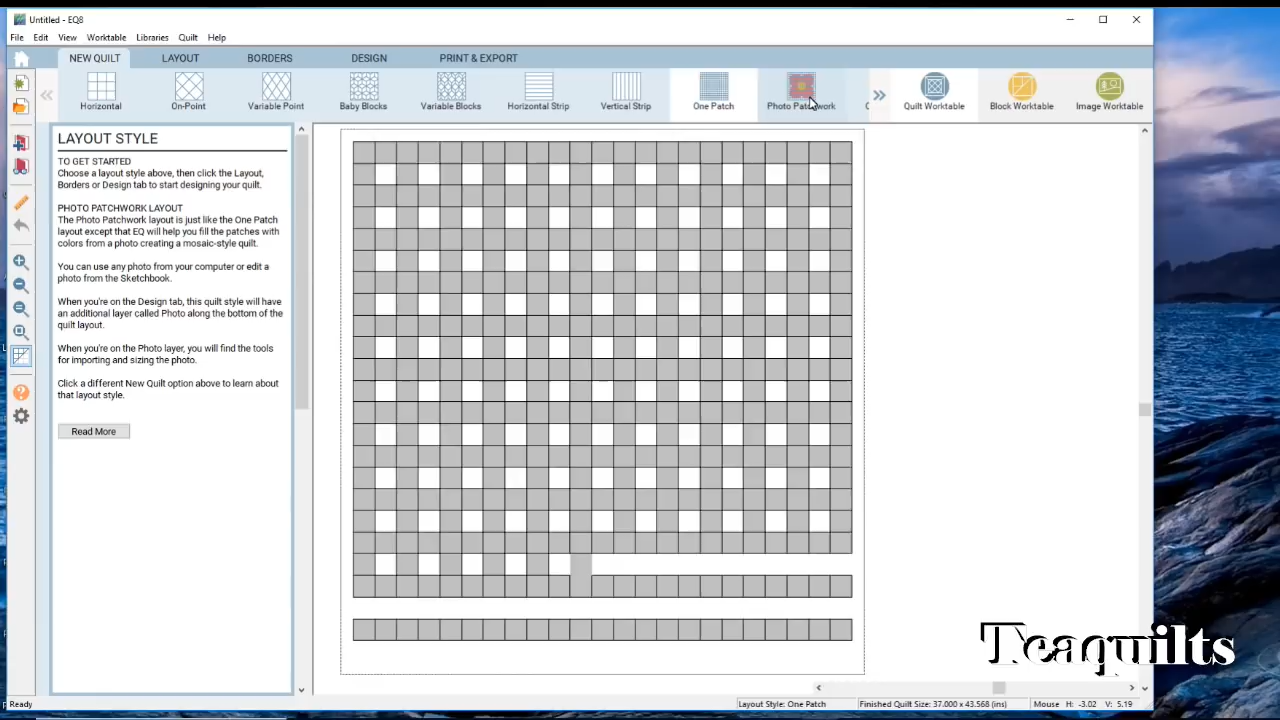 Untitled - EQ8
File Edit View Worktable Libraries Quilt Help
NEW QUILT LAYOUT BORDERS DESIGN PRINT & EXPORT
Horizontal On-Point Variable Point Baby Blocks Variable Blocks Horizontal Strip Vertical Strip One Patch Photo Patchwork Quilt Worktable Block Worktable Image Worktable
LAYOUT STYLE
TO GET STARTED
Choose a layout style above, then click the Layout,
Borders or Design tab to start designing your quilt.
PHOTO PATCHWORK LAYOUT
The Photo Patchwork layout is just like the One Patch
layout except that EQ will help you fill the patches with
colors from a photo creating a mosaic-style quilt.
You can use any photo from your computer or edit a
photo from the Sketchbook.
When you're on the Design tab, this quilt style will have
an additional layer called Photo along the bottom of the
quilt layout.
When you're on the Photo layer, you will find the tools
for importing and sizing the photo.
Click a different New Quilt option above to learn about
that layout style.
Read More
Teaquilts
Ready
Layout Style: One Patch Finished Quilt Size: 37.000 x 43.568 (ins) Mouse H: -3.02 V: 5.19